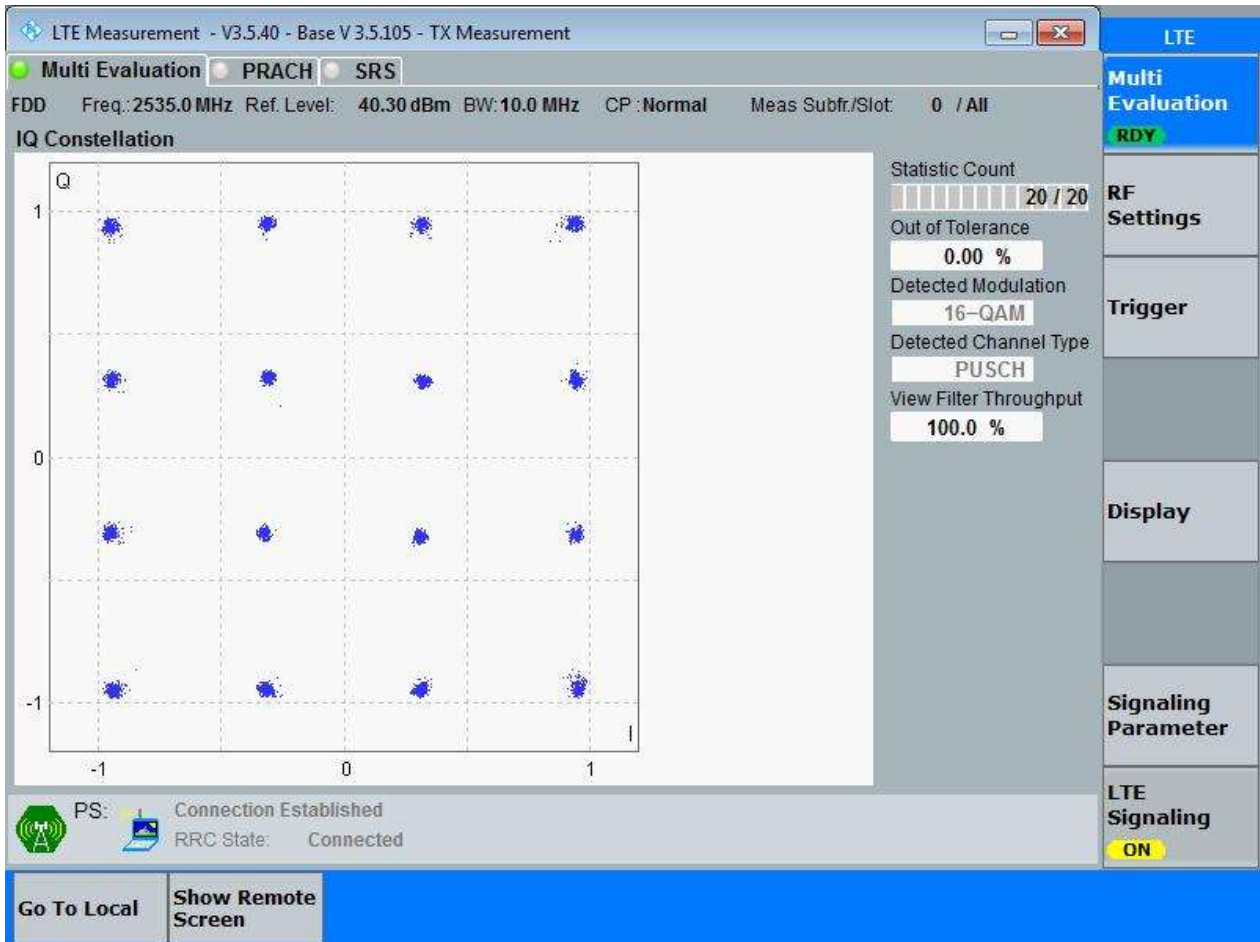 LTE Measurement - V3.5.40 - Base V 3.5.105 - TX Measurement
LTE
Multi Evaluation PRACH SRS
Multi
Evaluation
RDY
FDD Freq.: 2535.0 MHz Ref. Level: 40.30 dBm BW: 10.0 MHz CP : Normal Meas Subfr./Slot: 0 / All
IQ Constellation
Q
1
0
-1
I
-1 0 1
Statistic Count
20 / 20
Out of Tolerance
0.00 %
Detected Modulation
16-QAM
Detected Channel Type
PUSCH
View Filter Throughput
100.0 %
RF
Settings
Trigger
Display
Signaling
Parameter
LTE
Signaling
ON
PS: Connection Established
RRC State: Connected
Go To Local
Show Remote
Screen